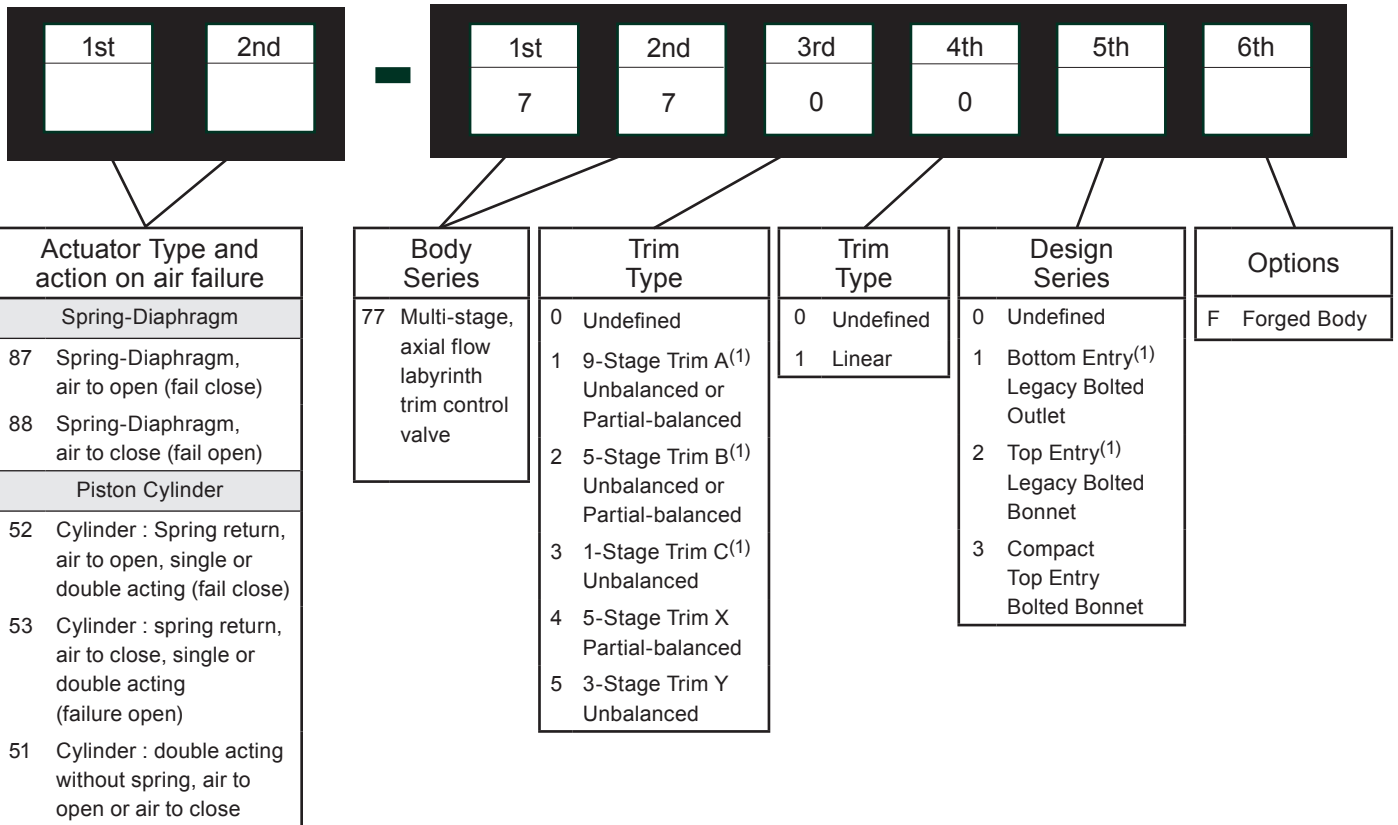 1st 2nd - 1st 2nd 3rd 4th 5th 6th
7 7 0 0
Actuator Type and
action on air failure
Spring-Diaphragm
87 Spring-Diaphragm,
air to open (fail close)
88 Spring-Diaphragm,
air to close (fail open)
Piston Cylinder
52 Cylinder : Spring return,
air to open, single or
double acting (fail close)
53 Cylinder : spring return,
air to close, single or
double acting
(failure open)
51 Cylinder : double acting
without spring, air to
open or air to close
Body
Series
77 Multi-stage,
axial flow
labyrinth
trim control
valve
Trim
Type
0 Undefined
1 9-Stage Trim A(1)
Unbalanced or
Partial-balanced
2 5-Stage Trim B(1)
Unbalanced or
Partial-balanced
3 1-Stage Trim C(1)
Unbalanced
4 5-Stage Trim X
Partial-balanced
5 3-Stage Trim Y
Unbalanced
Trim
Type
0 Undefined
1 Linear
Design
Series
0 Undefined
1 Bottom Entry(1)
Legacy Bolted
Outlet
2 Top Entry(1)
Legacy Bolted
Bonnet
3 Compact
Top Entry
Bolted Bonnet
Options
F Forged Body